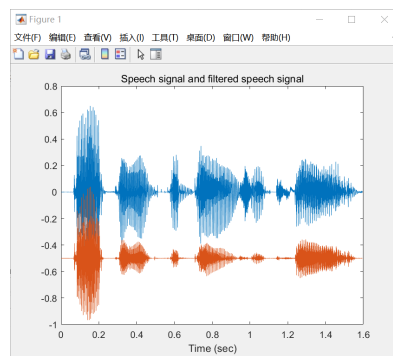 Figure 1
文件(F) 编辑(E) 查看(V) 插入(I) 工具(T) 桌面(D) 窗口(W) 帮助(H)
Speech signal and filtered speech signal
0.8
0.6
0.4
0.2
0
-0.2
-0.4
-0.6
-0.8
-1
0 0.2 0.4 0.6 0.8 1 1.2 1.4 1.6
Time (sec)